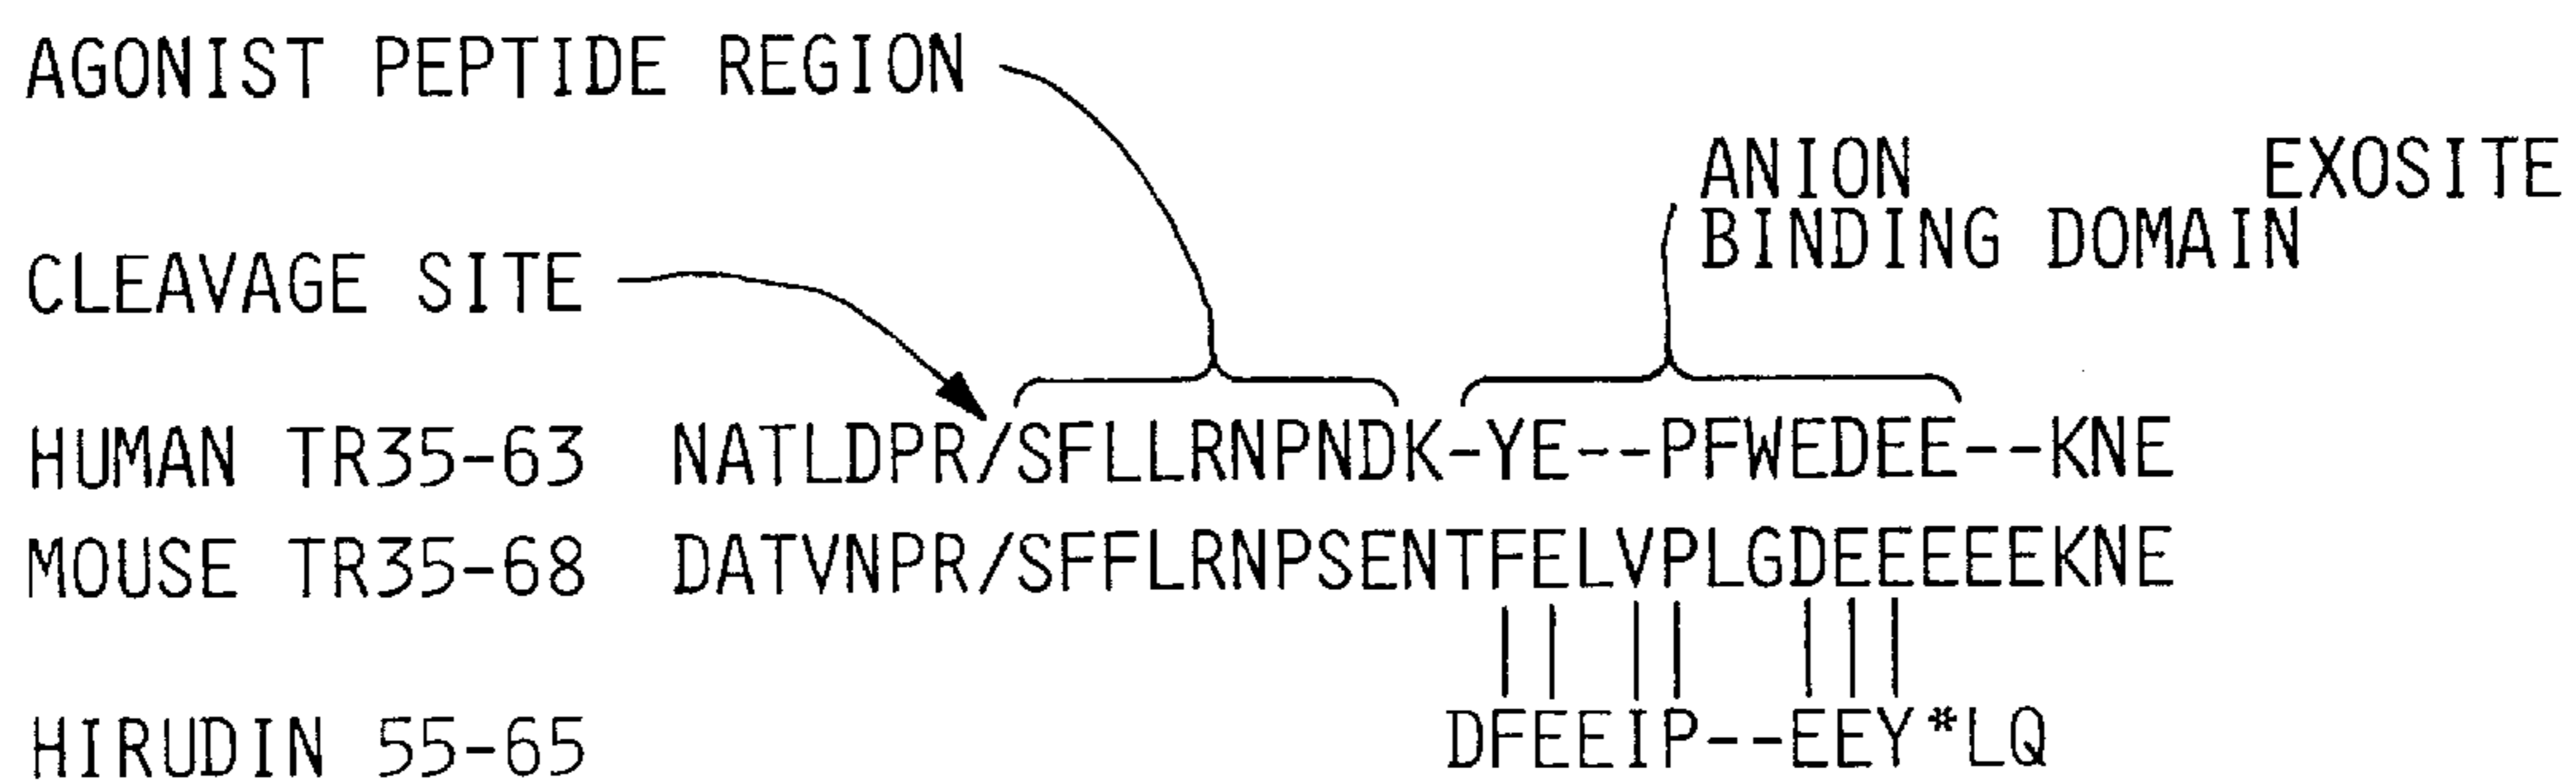 AGONIST PEPTIDE REGION
ANION EXOSITE
BINDING DOMAIN
CLEAVAGE SITE
HUMAN TR35-63 NATLDPR/SFLLRNPNDK-YE--PFWEDEE--KNE
MOUSE TR35-68 DATVNPR/SFFLRNPSENTFELVPLGDEEEEEKNE
HIRUDIN 55-65 DFEEIP--EEY*LQ